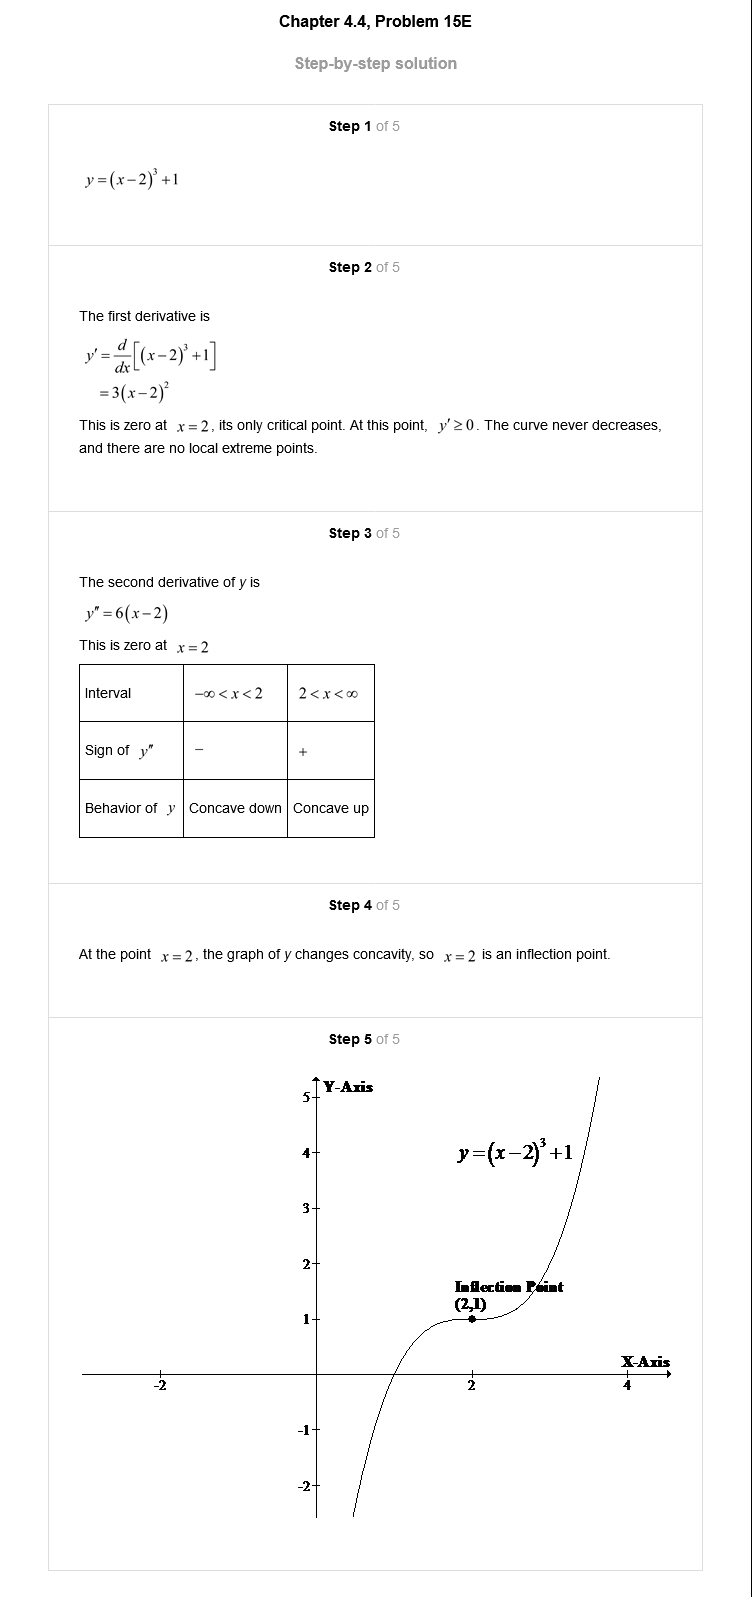 Chapter 4.4, Problem 15E
Step-by-step solution
Step 1 of 5
y = (x − 2)³ + 1
Step 2 of 5
The first derivative is
y′ = d/dx [(x − 2)³ + 1]
= 3(x − 2)²
This is zero at x = 2, its only critical point. At this point, y′ ≥ 0. The curve never decreases,
and there are no local extreme points.
Step 3 of 5
The second derivative of y is
y″ = 6(x − 2)
This is zero at x = 2
Interval −∞ < x < 2 2 < x < ∞
Sign of y″ − +
Behavior of y Concave down Concave up
Step 4 of 5
At the point x = 2, the graph of y changes concavity, so x = 2 is an inflection point.
Step 5 of 5
Y-Axis
5
4
y=(x−2)³+1
3
2
Inflection Point
(2,1)
1
X-Axis
-2 2 4
-1
-2